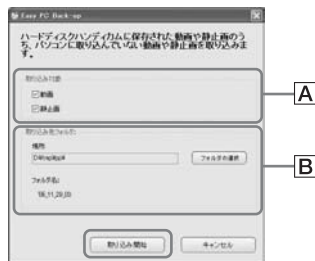 Easy PC Back-up
ハードディスクハンディカムに保存された動画や静止画のう
ち、パソコンに取り込んでいない動画や静止画を取り込みま
す。
取り込み対象
動画
静止画
A
取り込み先フォルダ
場所
フォルダの選択
B
フォルダ名:
取り込み開始
キャンセル